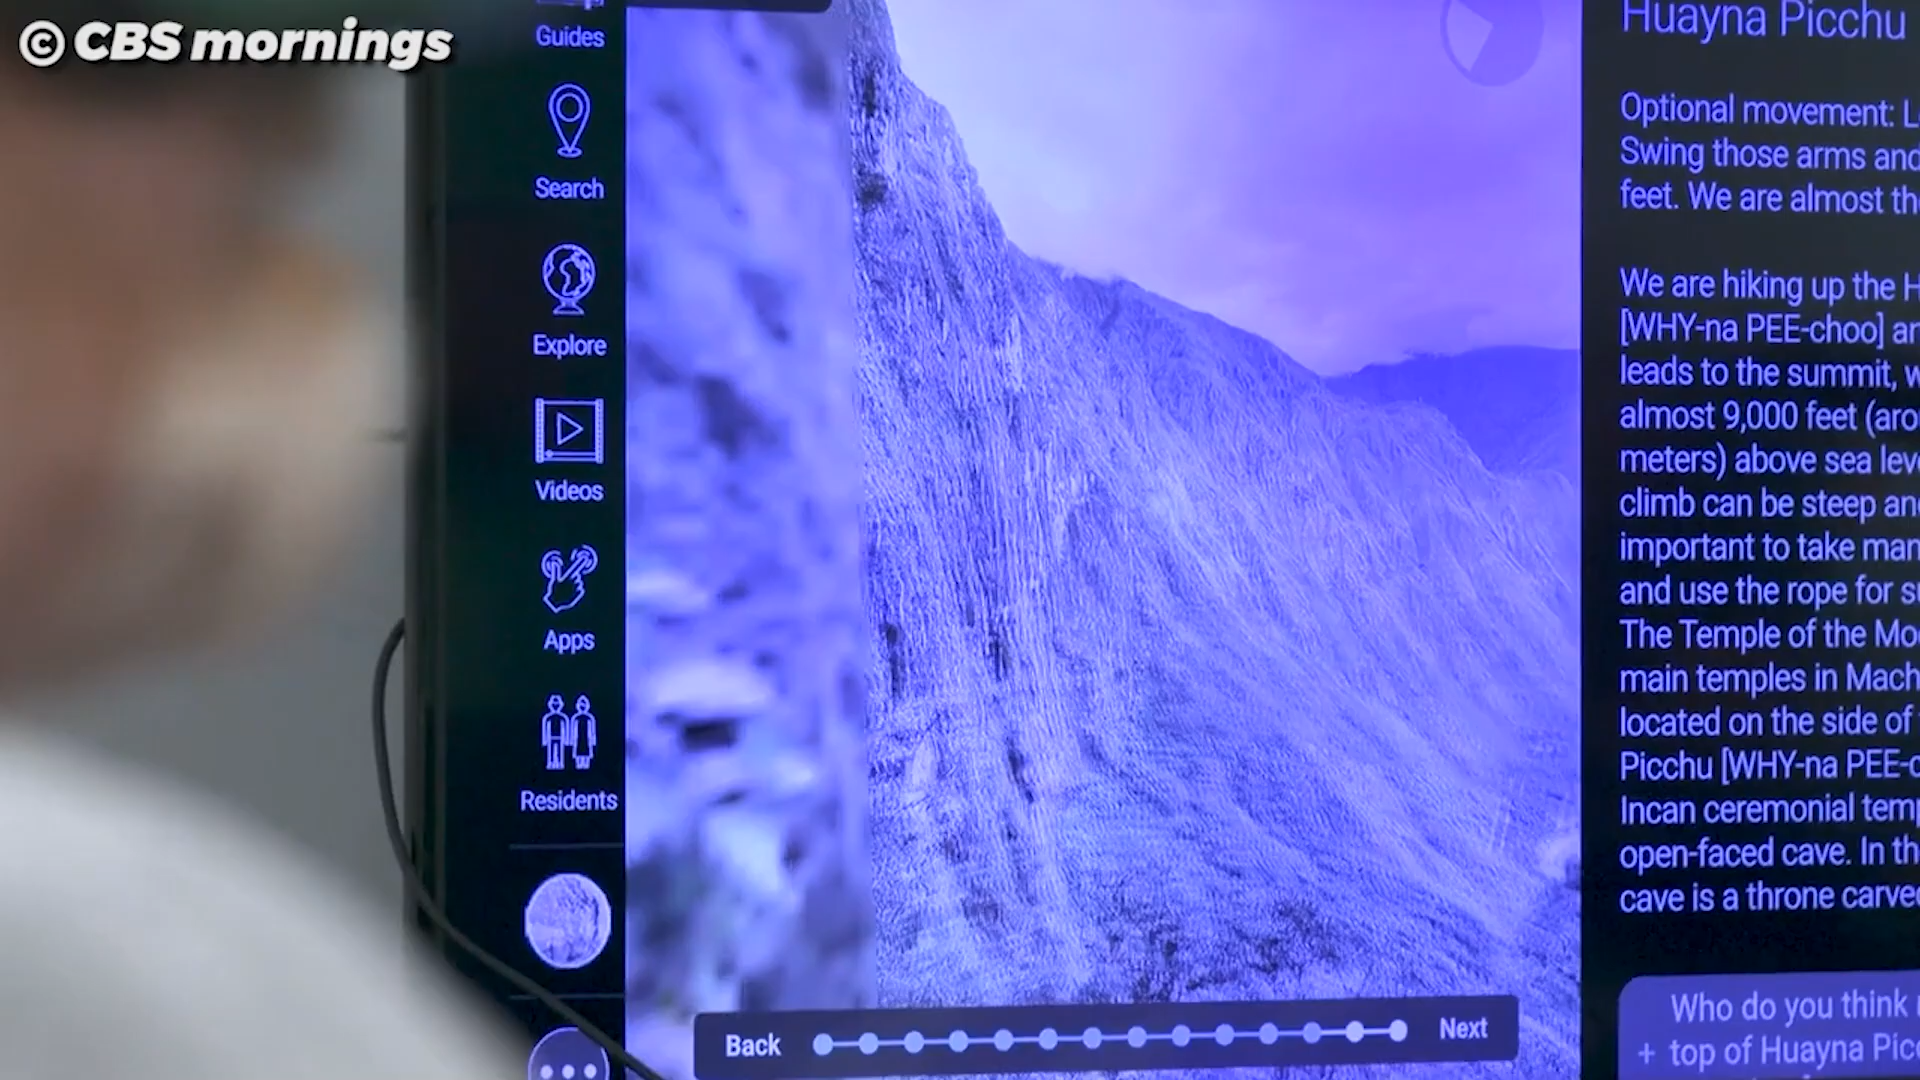 © CBS mornings
Guides
Search
Explore
Videos
Apps
Residents
Back
Next
Huayna Picchu
Optional movement:
Swing those arms and
feet. We are almost
We are hiking up the
[WHY-na PEE-choo]
leads to the summit,
almost 9,000 feet
meters) above sea
climb can be steep
important to take
and use the rope for
The Temple of the
main temples in
located on the side of
Picchu [WHY-na
Incan ceremonial
open-faced cave. In
cave is a throne
Who do you think
+ top of Huayna